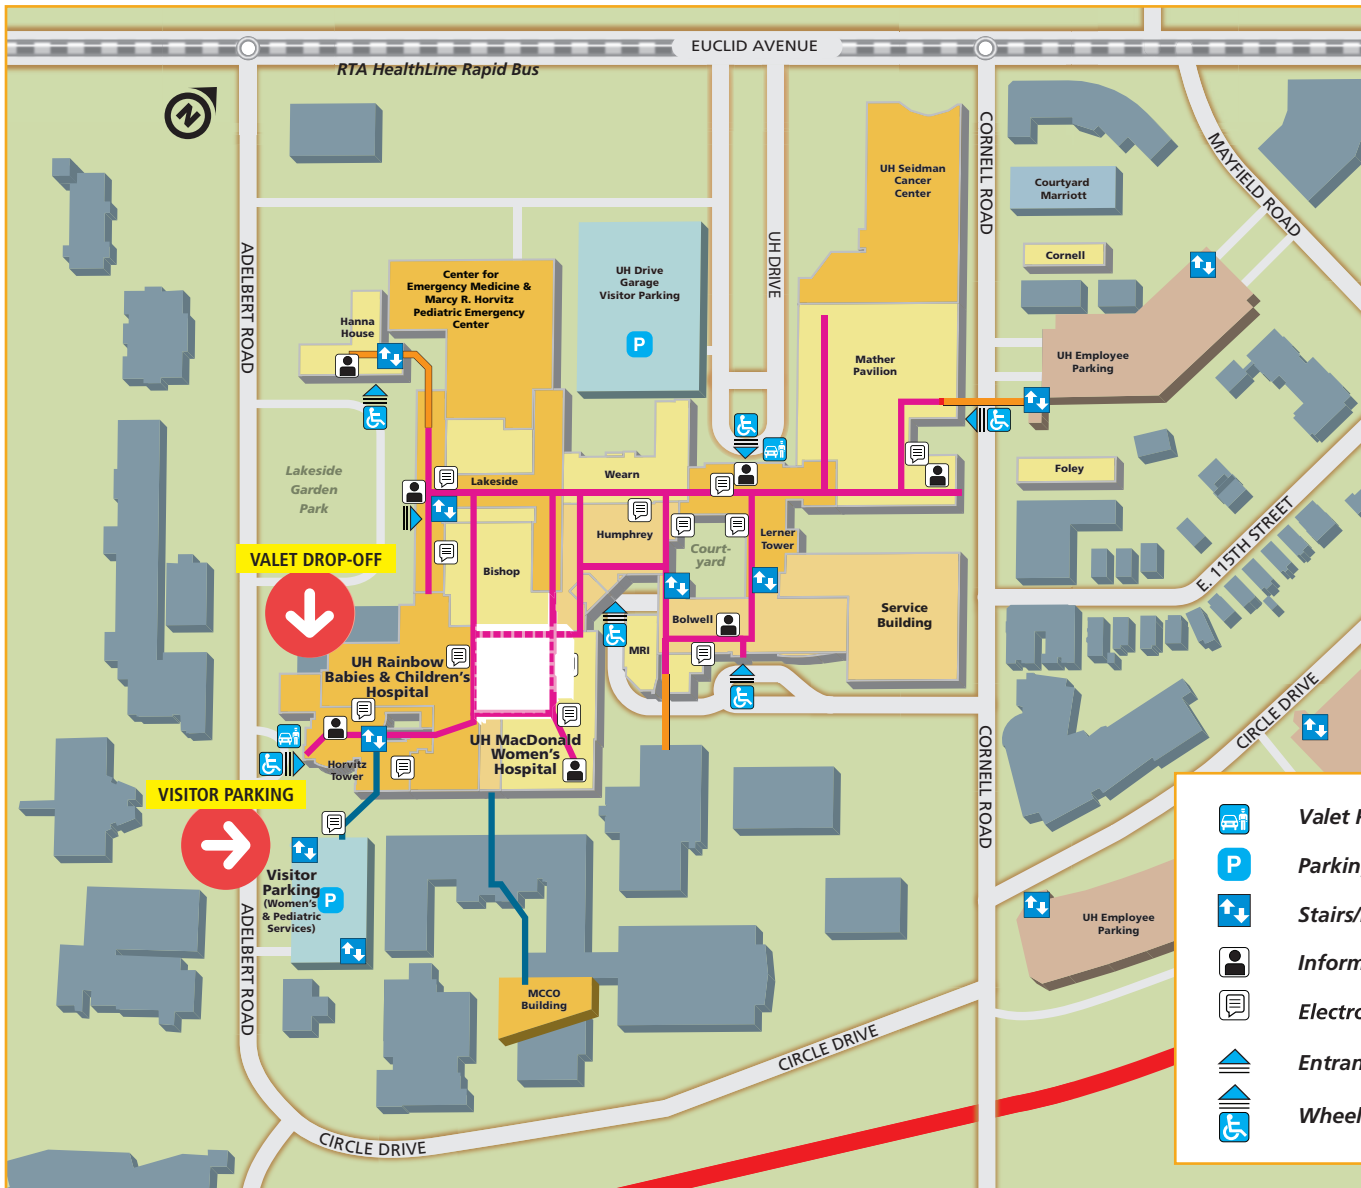 EUCLID AVENUE
RTA HealthLine Rapid Bus
N
ADELBERT ROAD
UH DRIVE
CORNELL ROAD
MAYFIELD ROAD
UH Seidman
Cancer
Center
Courtyard
Marriott
Cornell
UH Drive
Garage
Visitor Parking
P
Center for
Emergency Medicine &
Marcy R. Horvitz
Pediatric Emergency
Center
Hanna
House
Mather
Pavilion
UH Employee
Parking
Lakeside
Garden
Park
Lakeside
Wearn
Foley
Humphrey
Court-
yard
Lerner
Tower
E. 115TH STREET
VALET DROP-OFF
Bishop
Bolwell
Service
Building
MRI
UH Rainbow
Babies & Children's
Hospital
UH MacDonald
Women's
Hospital
Horvitz
Tower
CORNELL ROAD
CIRCLE DRIVE
VISITOR PARKING
Visitor
Parking
(Women's
& Pediatric
Services)
P
ADELBERT ROAD
UH Employee
Parking
MCCO
Building
CIRCLE DRIVE
CIRCLE DRIVE
Valet
P
Parkin
Stairs/
Inform
Electro
Entran
Wheel